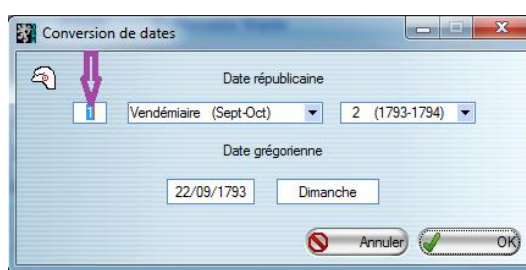 Conversion de dates
Date républicaine
1 Vendémiaire (Sept-Oct) 2 (1793-1794)
Date grégorienne
22/09/1793 Dimanche
Annuler OK